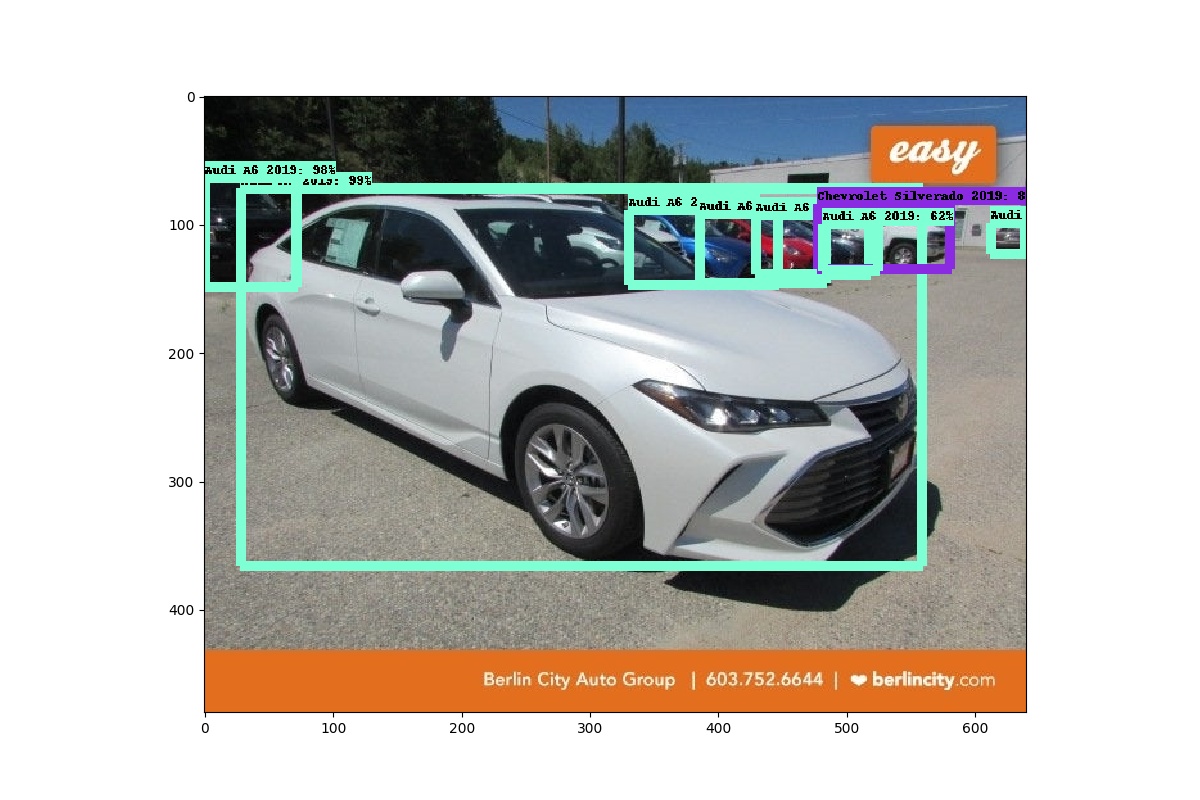 0
100
200
300
400
easy
Audi A6 2019: 98%
2019: 99%
Chevrolet Silverado 2019: 8
Audi A6 2
Audi A6
Audi A6
Audi A6 2019: 62%
Audi
Berlin City Auto Group | 603.752.6644 | berlincity.com
0 100 200 300 400 500 600